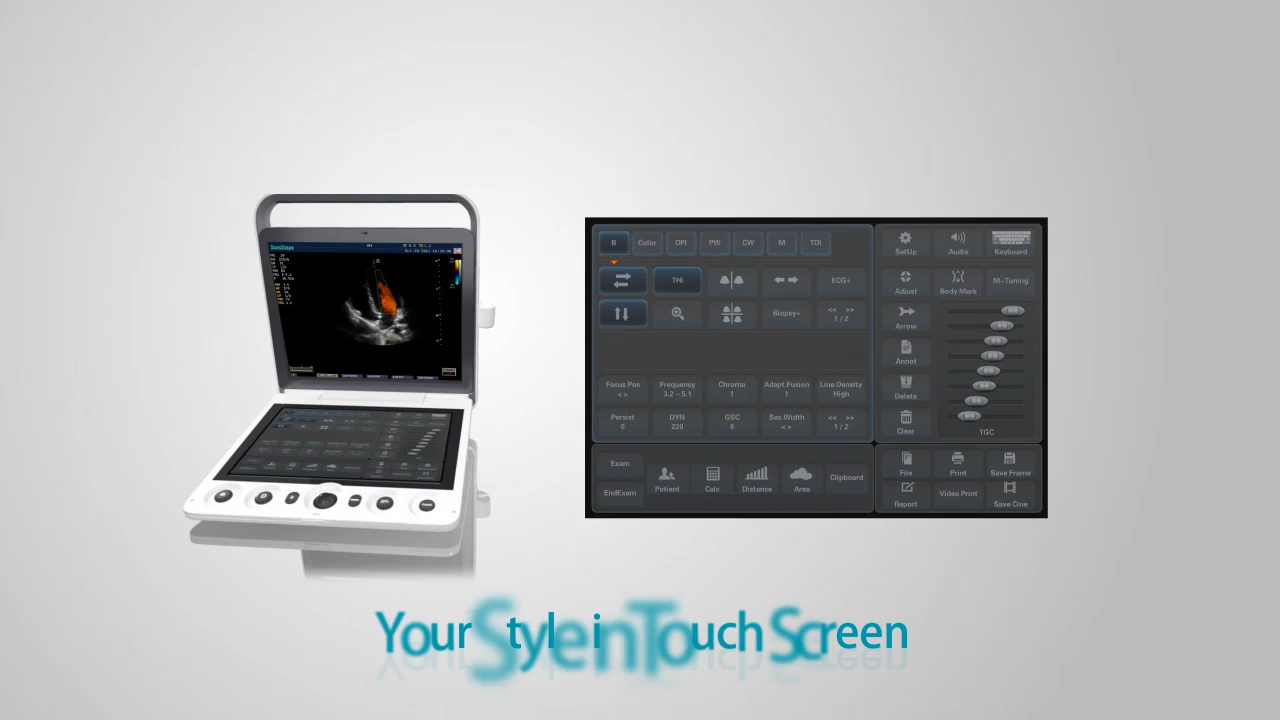 SonoScape
B Color DPI PW CW M TDI
THI ECG+
Biopsy+ << >> 1 / 2
Focus Pos Frequency Chroma Adapt.Fusion Line Density
< > 3.2 – 5.1 1 1 High
Persist DYN GSC Sec.Width << >>
0 220 6 < > 1 / 2
Exam
Patient Calc Distance Area Clipboard
EndExam
SetUp Audio Keyboard
Adjust Body Mark M–Tuning
Arrow
Annot
Delete
Clear TGC
File Print Save Frame
Report Video Print Save Cine
Your Style in Touch Screen